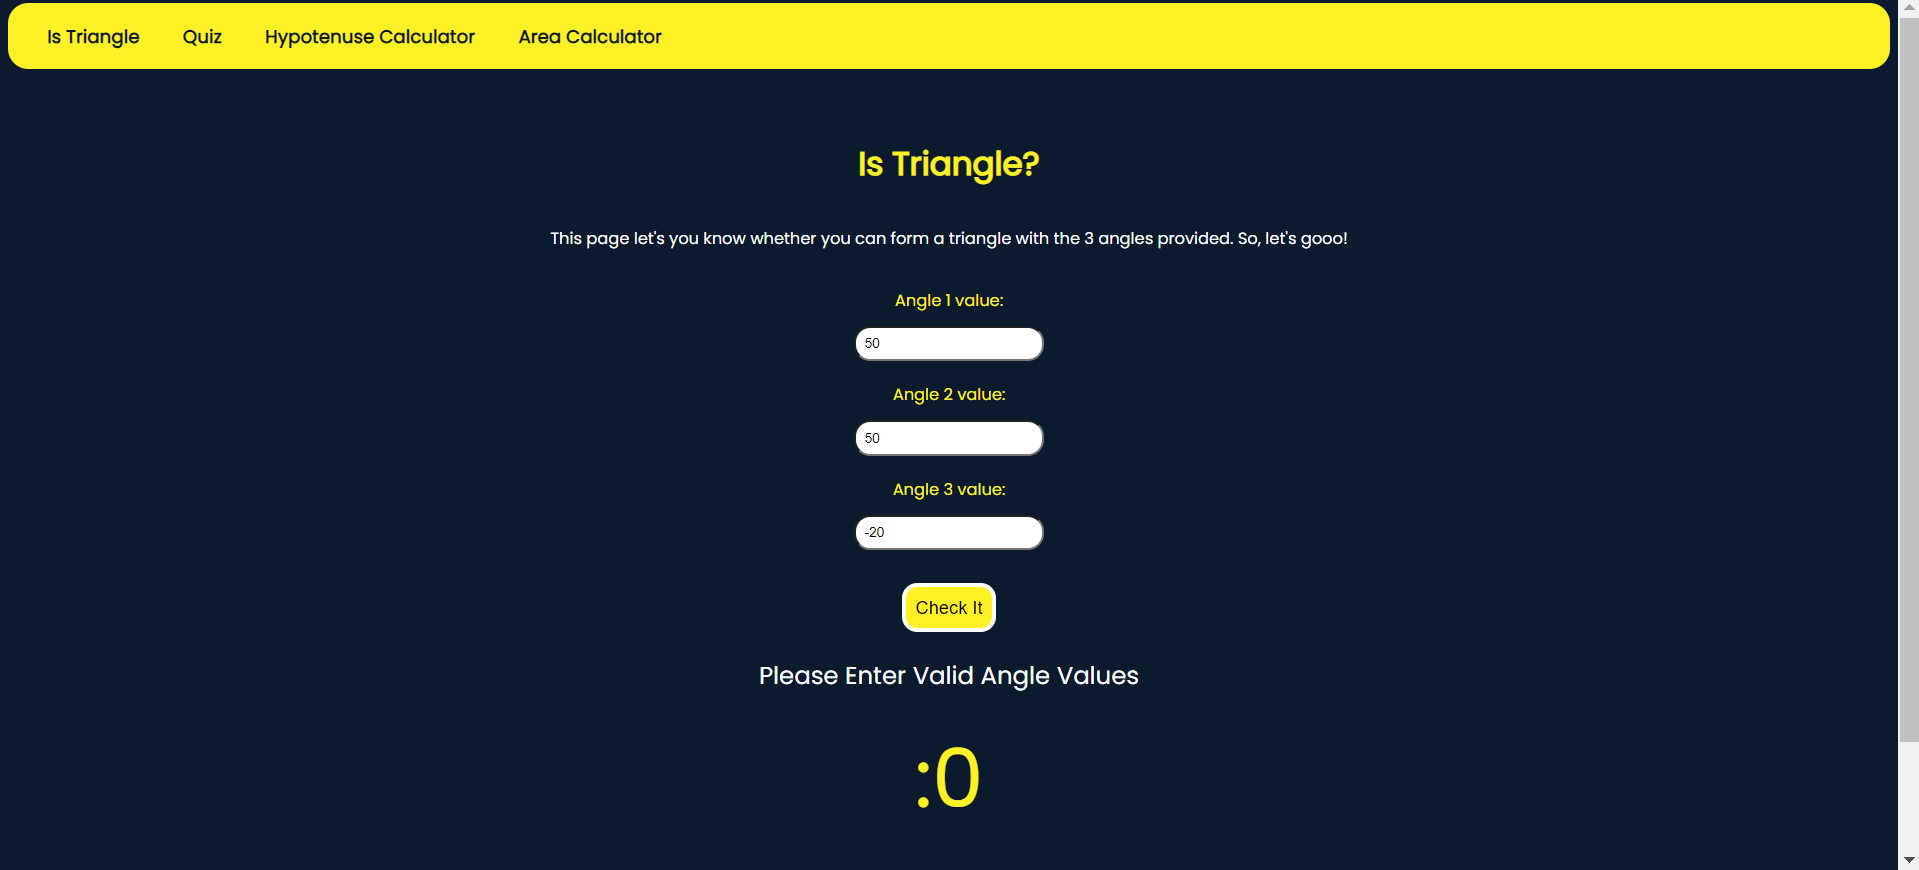 Is Triangle Quiz Hypotenuse Calculator Area Calculator
Is Triangle?
This page let's you know whether you can form a triangle with the 3 angles provided. So, let's gooo!
Angle 1 value:
50
Angle 2 value:
50
Angle 3 value:
-20
Check It
Please Enter Valid Angle Values
:0